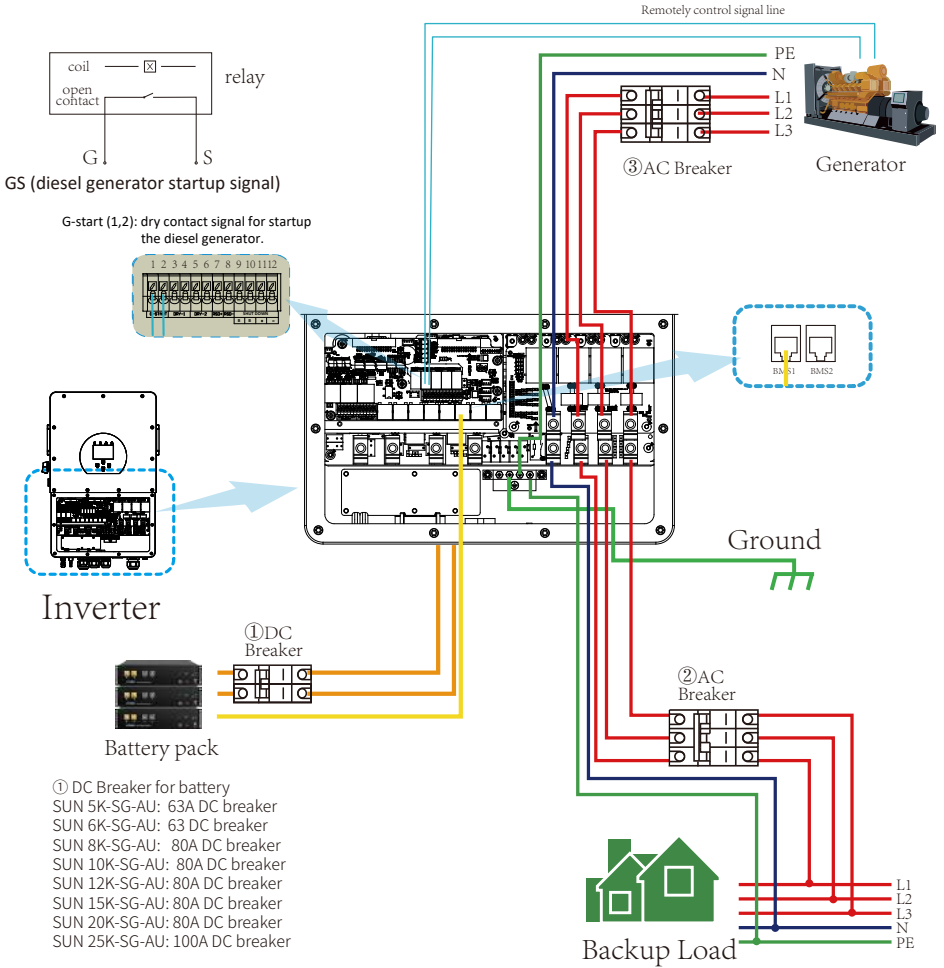 Remotely control signal line
coil
open
contact
relay
G
S
GS (diesel generator startup signal)
PE
N
L1
L2
L3
③AC Breaker
Generator
G-start (1,2): dry contact signal for startup
the diesel generator.
1 2 3 4 5 6 7 8 9 10 11 12
BMS1
BMS2
Inverter
Ground
①DC
Breaker
②AC
Breaker
Battery pack
① DC Breaker for battery
SUN 5K-SG-AU: 63A DC breaker
SUN 6K-SG-AU: 63 DC breaker
SUN 8K-SG-AU: 80A DC breaker
SUN 10K-SG-AU: 80A DC breaker
SUN 12K-SG-AU: 80A DC breaker
SUN 15K-SG-AU: 80A DC breaker
SUN 20K-SG-AU: 80A DC breaker
SUN 25K-SG-AU: 100A DC breaker
Backup Load
L1
L2
L3
N
PE